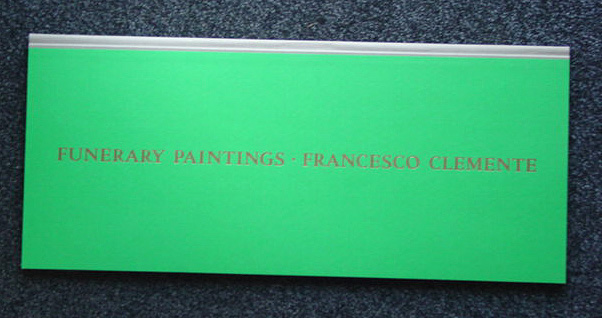 FUNERARY PAINTINGS · FRANCESCO CLEMENTE